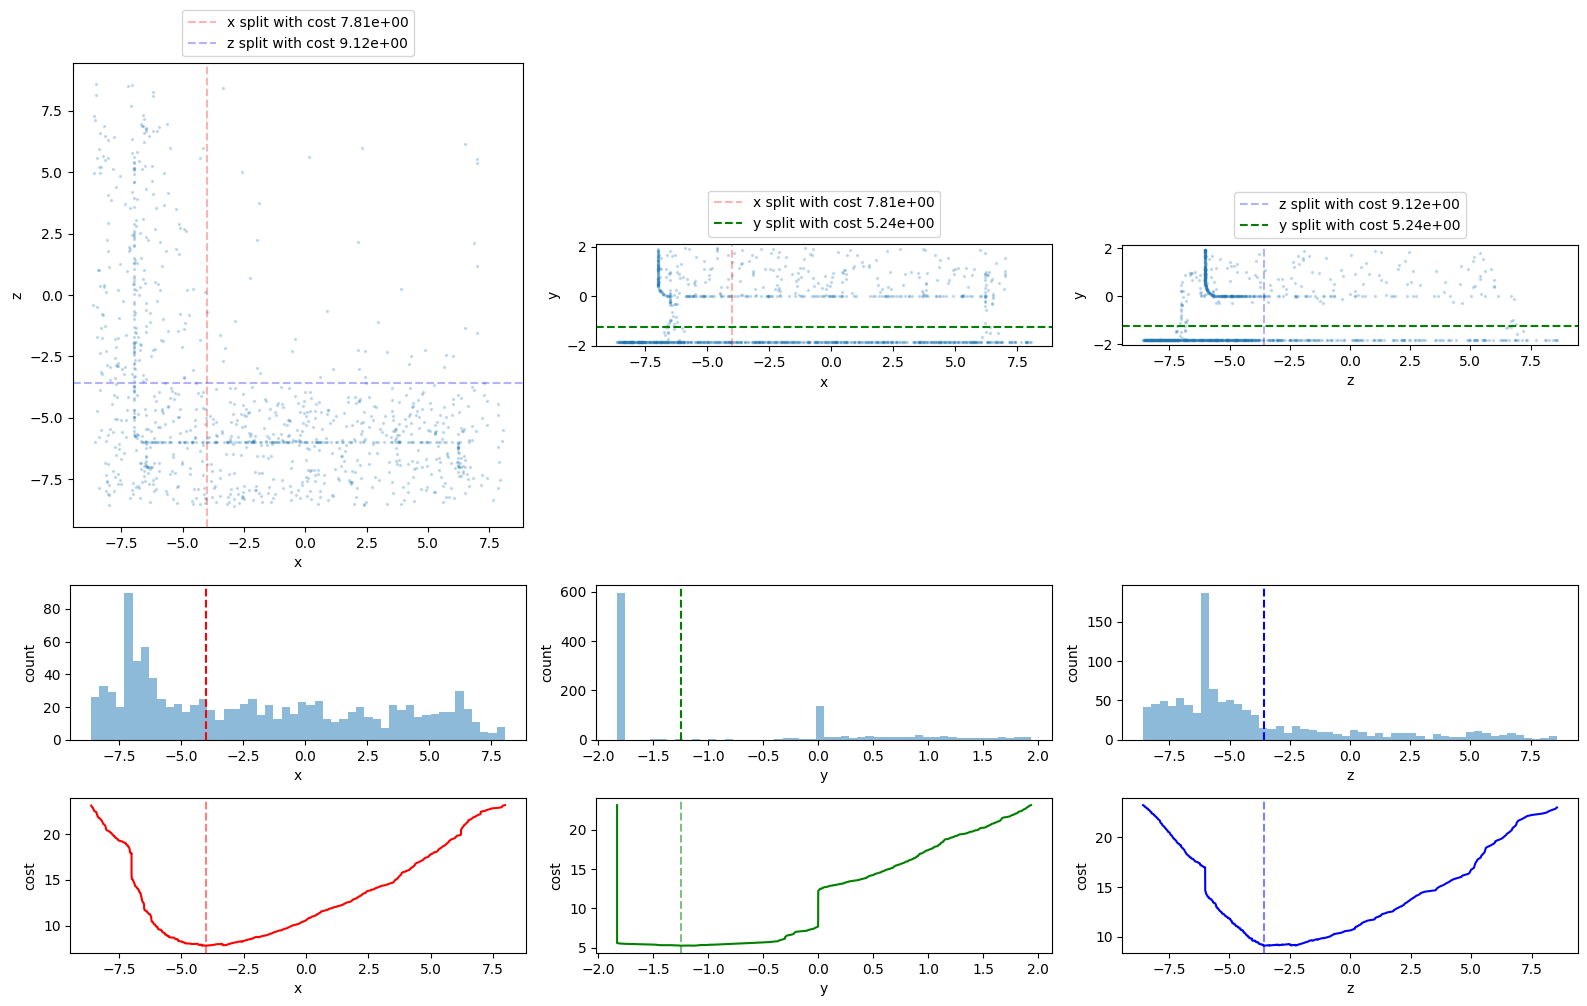 x split with cost 7.81e+00
z split with cost 9.12e+00
7.5
5.0
2.5
0.0
−2.5
−5.0
−7.5
z
−7.5 −5.0 −2.5 0.0 2.5 5.0 7.5
x
x split with cost 7.81e+00
y split with cost 5.24e+00
2
0
−2
y
−7.5 −5.0 −2.5 0.0 2.5 5.0 7.5
x
z split with cost 9.12e+00
y split with cost 5.24e+00
2
0
−2
y
−7.5 −5.0 −2.5 0.0 2.5 5.0 7.5
z
80
60
40
20
0
count
−7.5 −5.0 −2.5 0.0 2.5 5.0 7.5
x
600
400
200
0
count
−2.0 −1.5 −1.0 −0.5 0.0 0.5 1.0 1.5 2.0
y
150
100
50
0
count
−7.5 −5.0 −2.5 0.0 2.5 5.0 7.5
z
20
15
10
cost
−7.5 −5.0 −2.5 0.0 2.5 5.0 7.5
x
20
15
10
5
cost
−2.0 −1.5 −1.0 −0.5 0.0 0.5 1.0 1.5 2.0
y
20
15
10
cost
−7.5 −5.0 −2.5 0.0 2.5 5.0 7.5
z